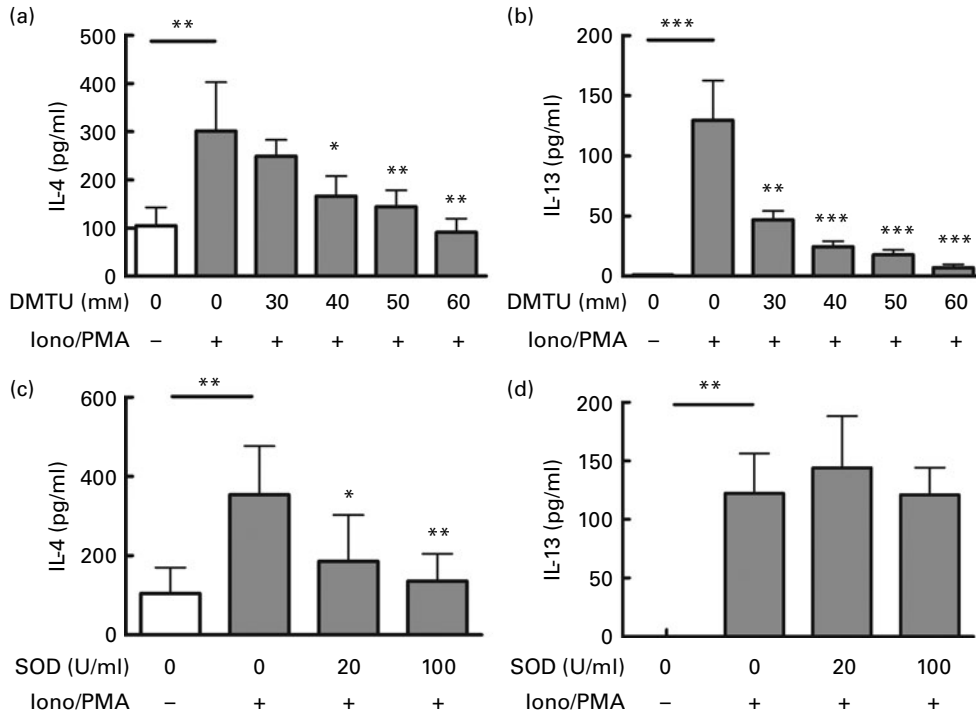 (a)
**
500
400
300
200
100
0
IL-4 (pg/ml)
*
**
**
DMTU (mM) 0 0 30 40 50 60
Iono/PMA – + + + + +
(b)
***
200
150
100
50
0
IL-13 (pg/ml)
**
***
***
***
DMTU (mM) 0 0 30 40 50 60
Iono/PMA – + + + + +
(c)
**
600
400
200
0
IL-4 (pg/ml)
*
**
SOD (U/ml) 0 0 20 100
Iono/PMA – + + +
(d)
**
200
150
100
50
0
IL-13 (pg/ml)
SOD (U/ml) 0 0 20 100
Iono/PMA – + + +